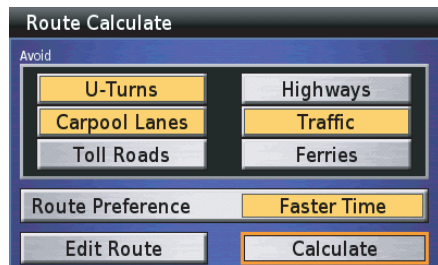 Route Calculate
Avoid
U-Turns Highways
Carpool Lanes Traffic
Toll Roads Ferries
Route Preference Faster Time
Edit Route Calculate